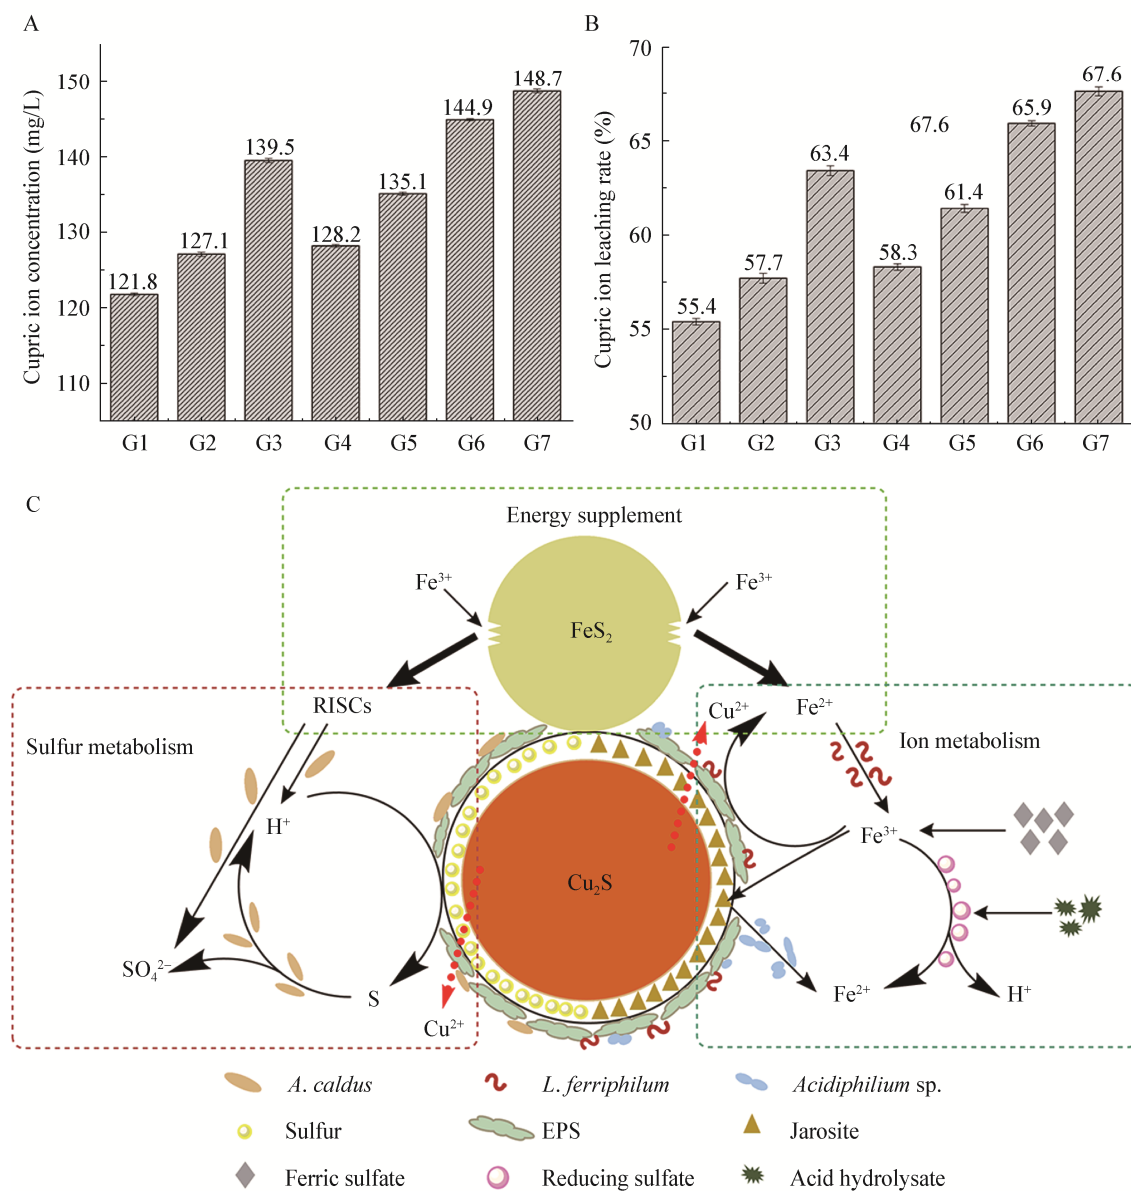 A
Cupric ion concentration (mg/L)
150
140
130
120
110
121.8
127.1
139.5
128.2
135.1
144.9
148.7
G1 G2 G3 G4 G5 G6 G7
B
Cupric ion leaching rate (%)
70
65
60
55
50
55.4
57.7
63.4
58.3
61.4
67.6
65.9
67.6
G1 G2 G3 G4 G5 G6 G7
C
Energy supplement
Fe³⁺
Fe³⁺
FeS₂
RISCs
Cu²⁺
Fe²⁺
Sulfur metabolism
Ion metabolism
H⁺
Fe³⁺
Cu₂S
SO₄²⁻
S
Fe²⁺
H⁺
Cu²⁺
A. caldus
L. ferriphilum
Acidiphilium sp.
Sulfur
EPS
Jarosite
Ferric sulfate
Reducing sulfate
Acid hydrolysate